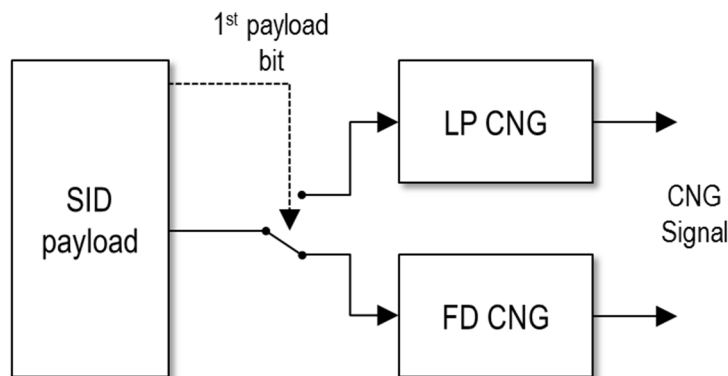 1st payload
bit
SID
payload
LP CNG
CNG
Signal
FD CNG